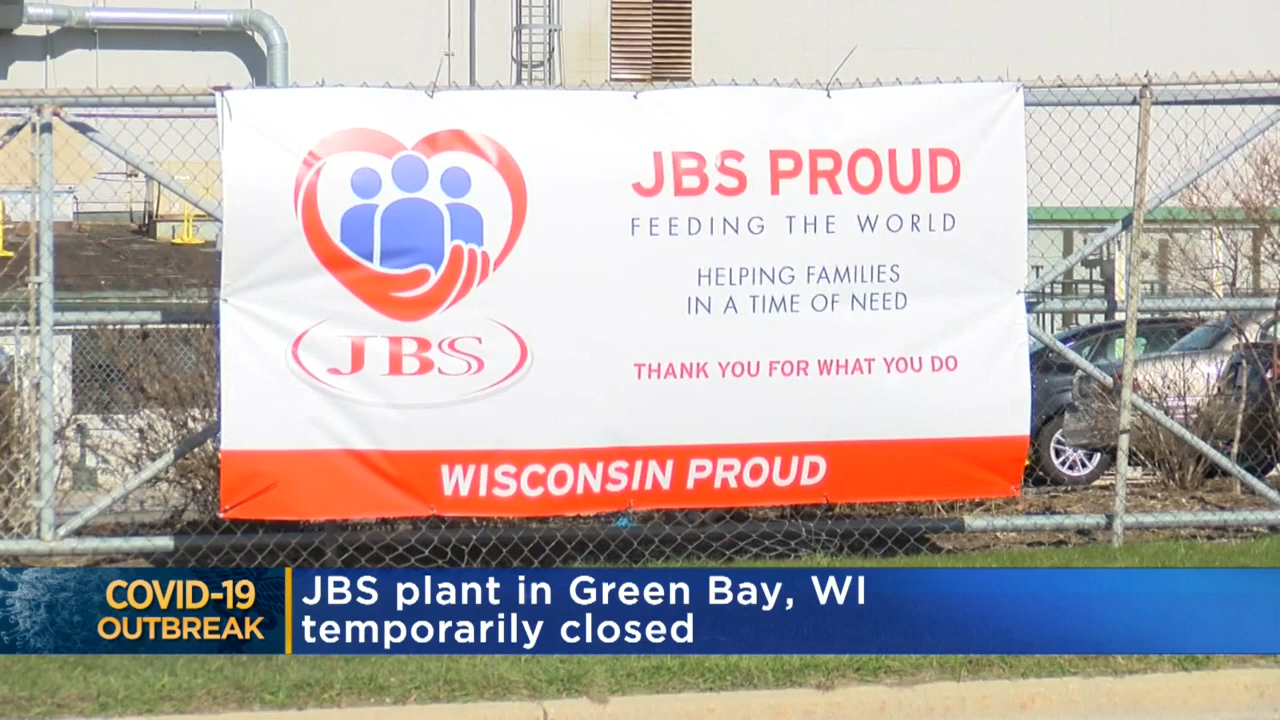 JBS PROUD
FEEDING THE WORLD
HELPING FAMILIES
IN A TIME OF NEED
JBS
THANK YOU FOR WHAT YOU DO
WISCONSIN PROUD
COVID-19
OUTBREAK
JBS plant in Green Bay, WI
temporarily closed